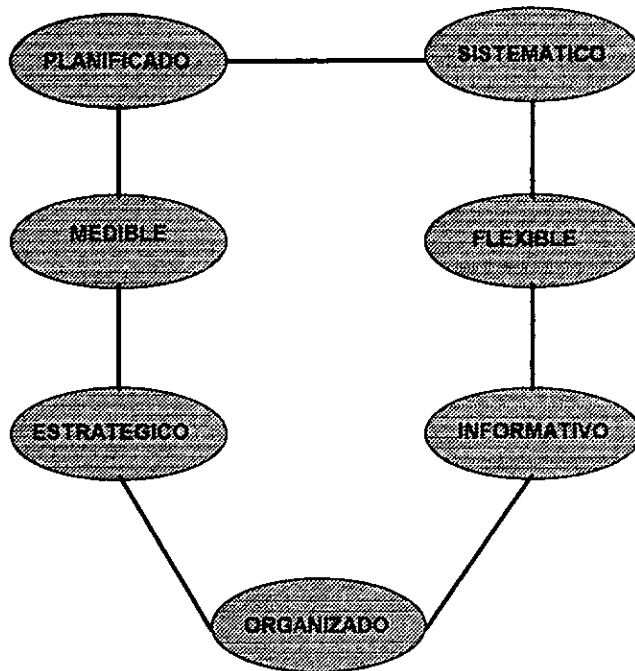 PLANIFICADO
SISTEMATICO
MEDIBLE
FLEXIBLE
ESTRATEGICO
INFORMATIVO
ORGANIZADO